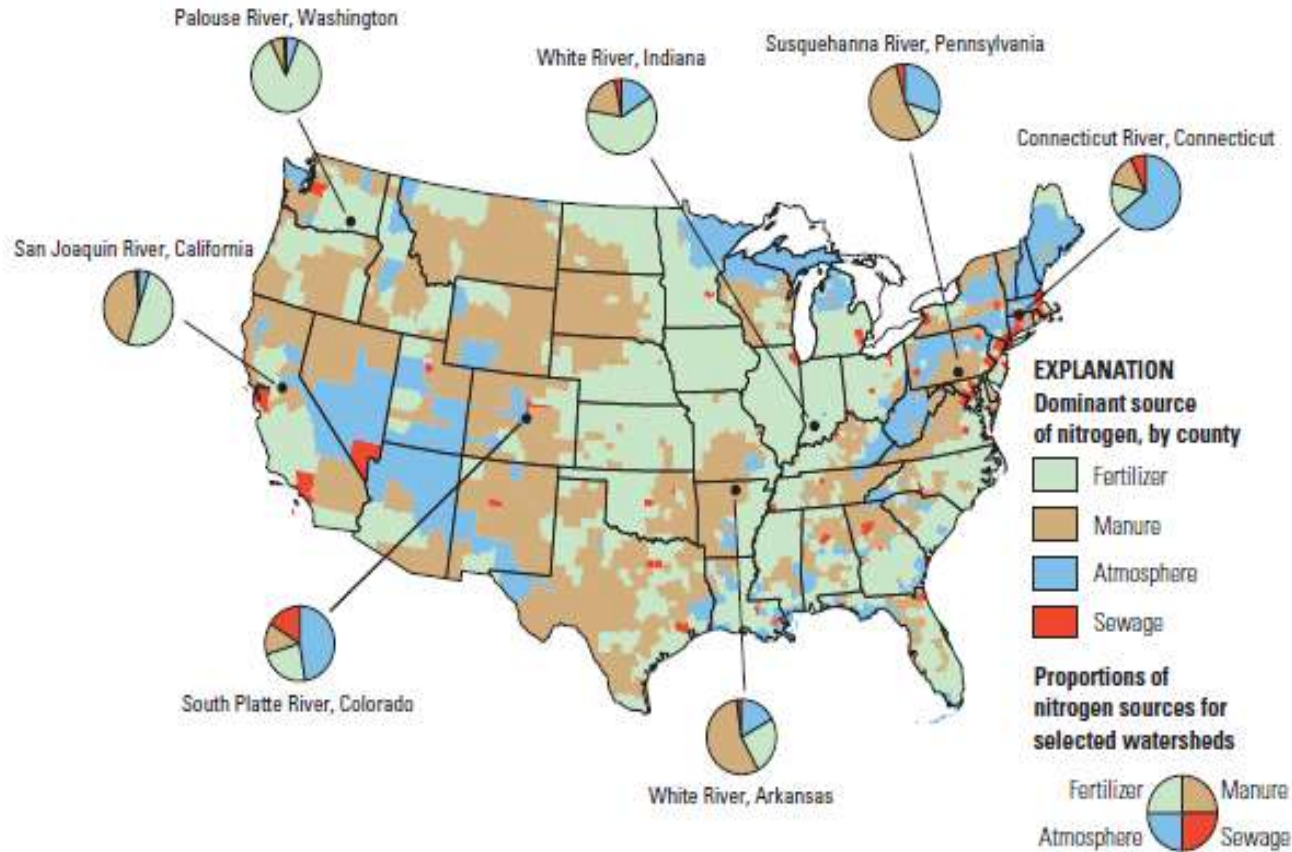 Palouse River, Washington
White River, Indiana
Susquehanna River, Pennsylvania
Connecticut River, Connecticut
San Joaquin River, California
South Platte River, Colorado
White River, Arkansas
EXPLANATION
Dominant source
of nitrogen, by county
Fertilizer
Manure
Atmosphere
Sewage
Proportions of
nitrogen sources for
selected watersheds
Fertilizer
Manure
Atmosphere
Sewage